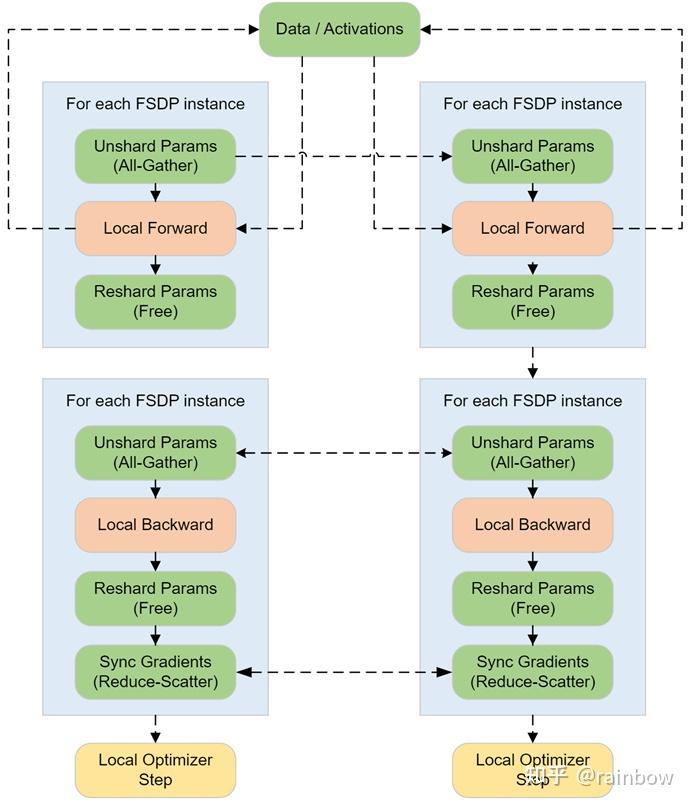 Data / Activations
For each FSDP instance
Unshard Params
(All-Gather)
Local Forward
Reshard Params
(Free)
For each FSDP instance
Unshard Params
(All-Gather)
Local Forward
Reshard Params
(Free)
For each FSDP instance
Unshard Params
(All-Gather)
Local Backward
Reshard Params
(Free)
Sync Gradients
(Reduce-Scatter)
Local Optimizer
Step
For each FSDP instance
Unshard Params
(All-Gather)
Local Backward
Reshard Params
(Free)
Sync Gradients
(Reduce-Scatter)
Local Optimizer
Step
知乎 @rainbow